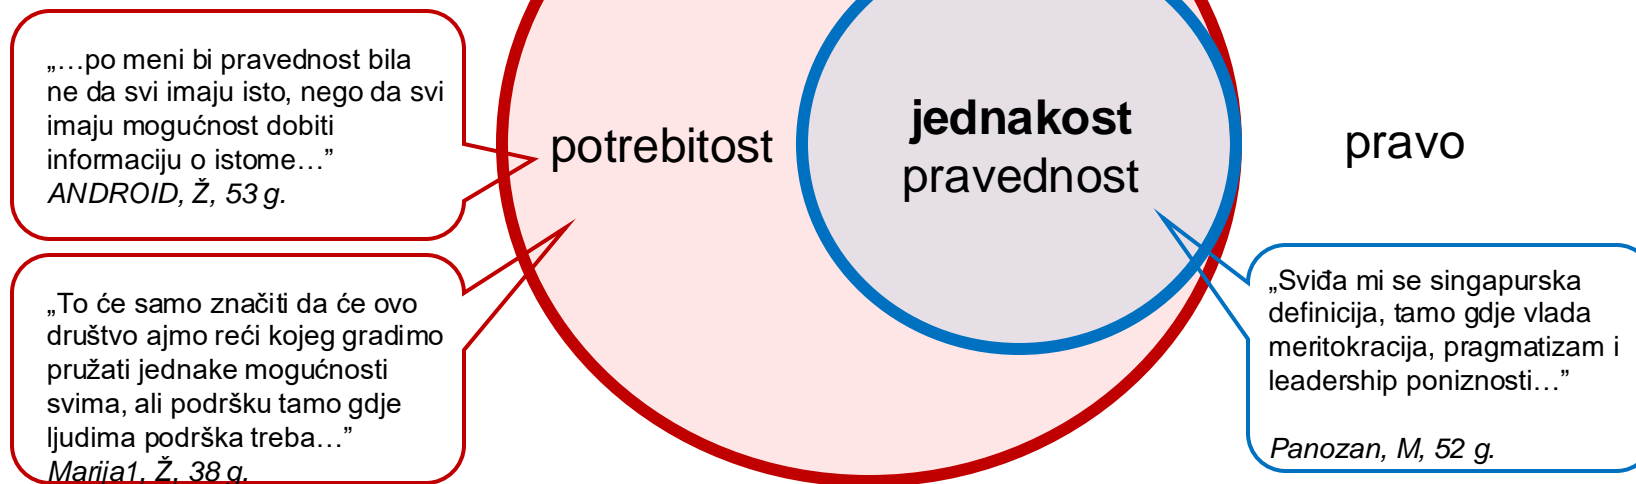 „…po meni bi pravednost bila
ne da svi imaju isto, nego da svi
imaju mogućnost dobiti
informaciju o istome…”
ANDROID, Ž, 53 g.
„To će samo značiti da će ovo
društvo ajmo reći kojeg gradimo
pružati jednake mogućnosti
svima, ali podršku tamo gdje
ljudima podrška treba…”
Marija1, Ž, 38 g.
potrebitost
jednakost
pravednost
pravo
„Sviđa mi se singapurska
definicija, tamo gdje vlada
meritokracija, pragmatizam i
leadership poniznosti…”
Panozan, M, 52 g.